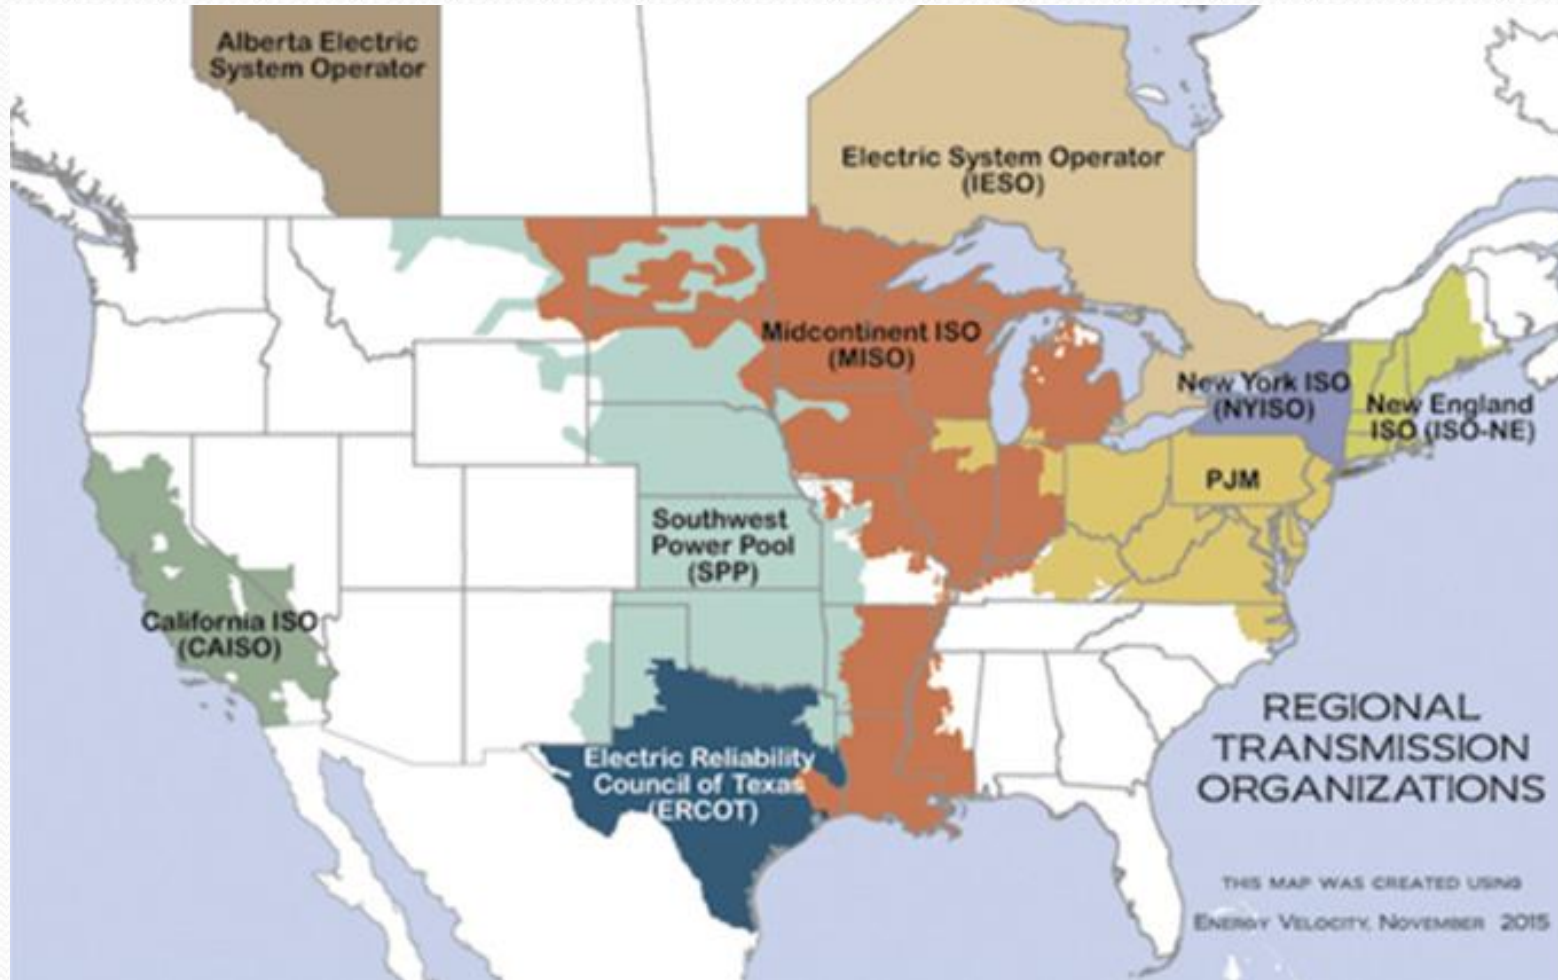 Alberta Electric
System Operator
Electric System Operator
(IESO)
Midcontinent ISO
(MISO)
New York ISO
(NYISO)
New England
ISO (ISO-NE)
PJM
Southwest
Power Pool
(SPP)
California ISO
(CAISO)
Electric Reliability
Council of Texas
(ERCOT)
REGIONAL
TRANSMISSION
ORGANIZATIONS
THIS MAP WAS CREATED USING
ENERGY VELOCITY, NOVEMBER 2015